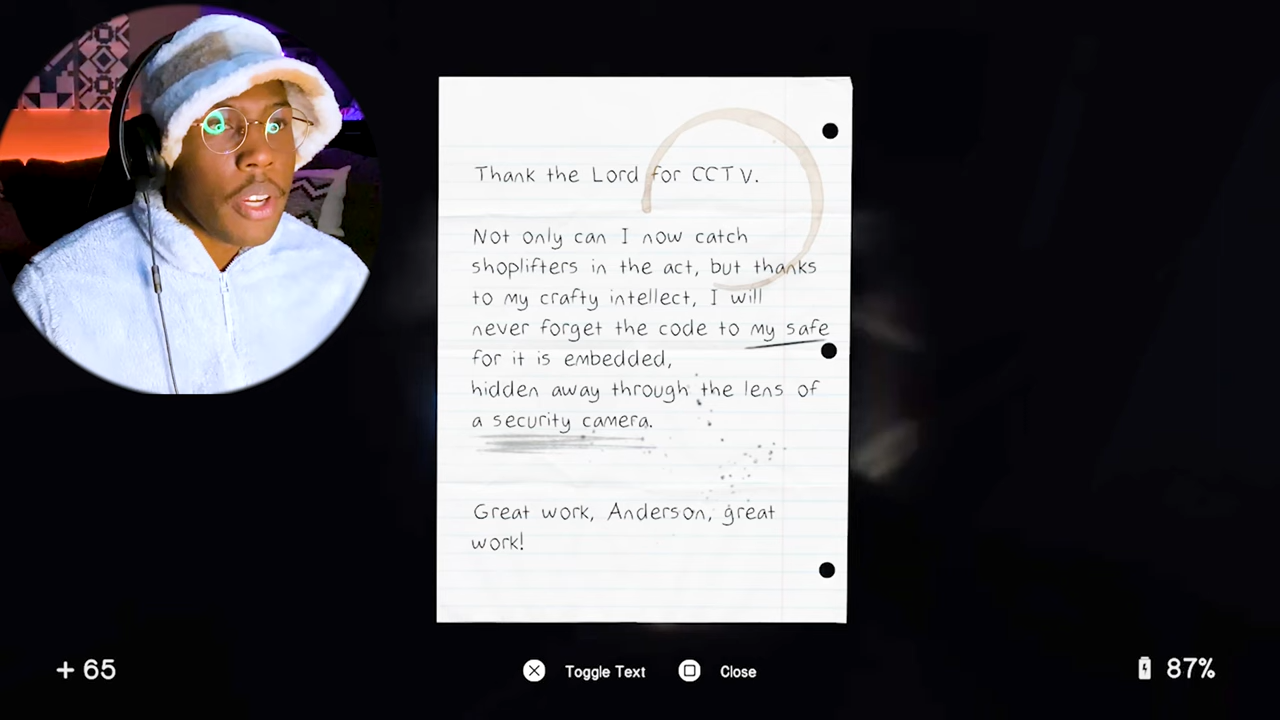 Thank the Lord for CCTV.
Not only can I now catch
shoplifters in the act, but thanks
to my crafty intellect, I will
never forget the code to my safe
for it is embedded,
hidden away through the lens of
a security camera.
Great work, Anderson, great
work!
+ 65
Toggle Text
Close
87%